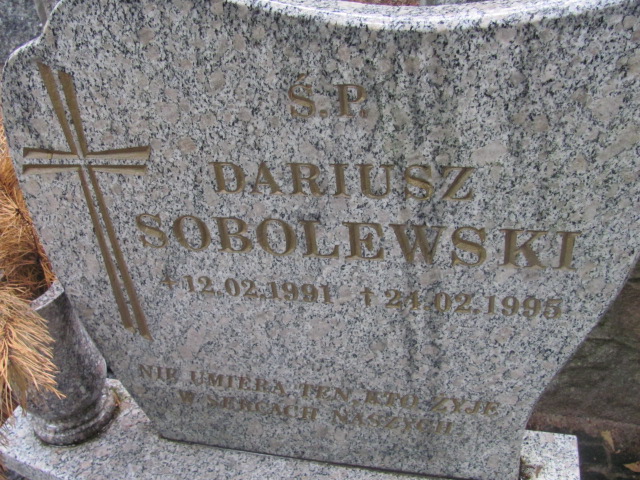 Ś.P.
DARIUSZ
SOBOLEWSKI
+ 12.02.1991 + 24.02.1995
NIE UMIERA TEN KTO ŻYJE
W SERCACH NASZYCH